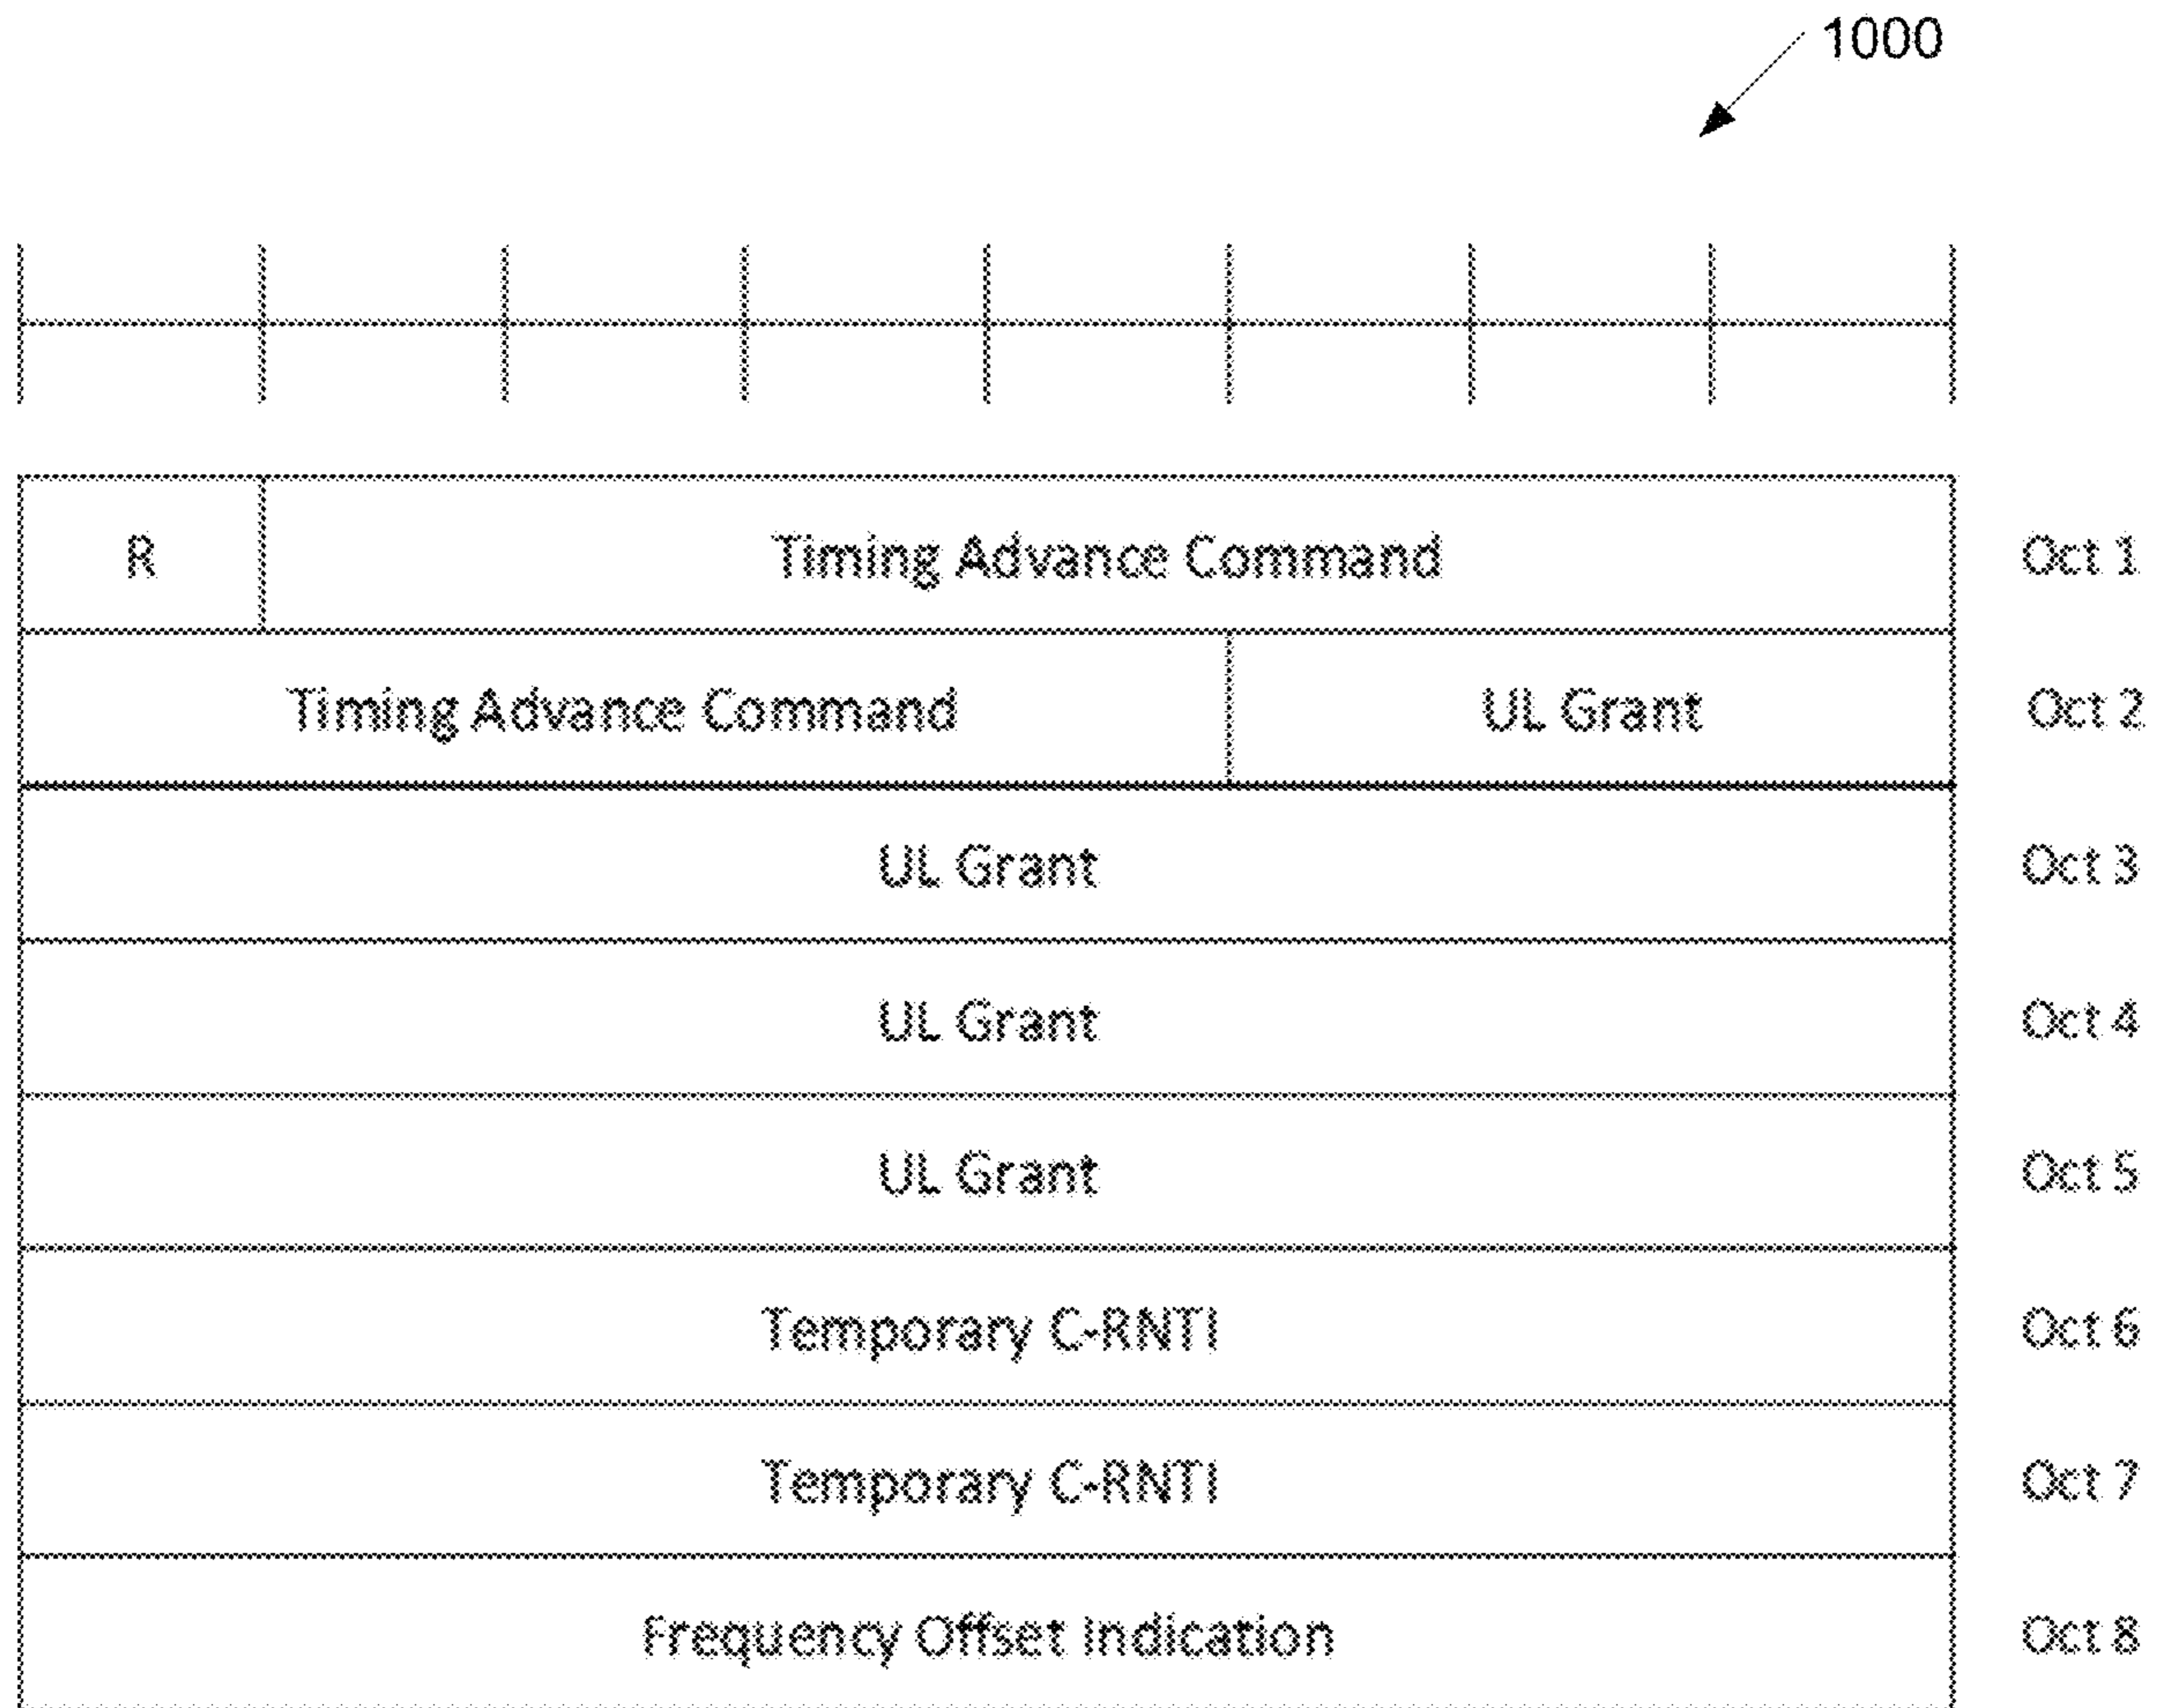 1000
R Timing Advance Command Oct 1
Timing Advance Command UL Grant Oct 2
UL Grant Oct 3
UL Grant Oct 4
UL Grant Oct 5
Temporary C-RNTI Oct 6
Temporary C-RNTI Oct 7
Frequency Offset Indication Oct 8